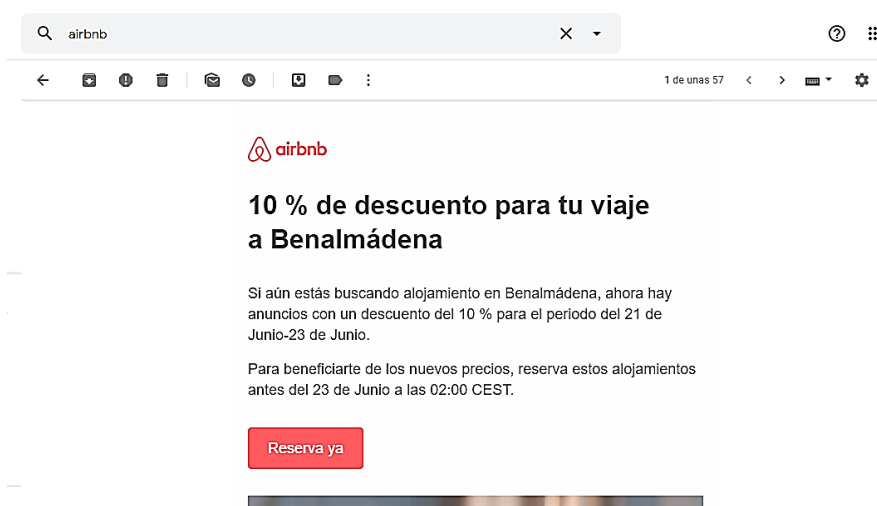 airbnb
1 de unas 57
airbnb
10 % de descuento para tu viaje
a Benalmádena
Si aún estás buscando alojamiento en Benalmádena, ahora hay
anuncios con un descuento del 10 % para el periodo del 21 de
Junio-23 de Junio.
Para beneficiarte de los nuevos precios, reserva estos alojamientos
antes del 23 de Junio a las 02:00 CEST.
Reserva ya